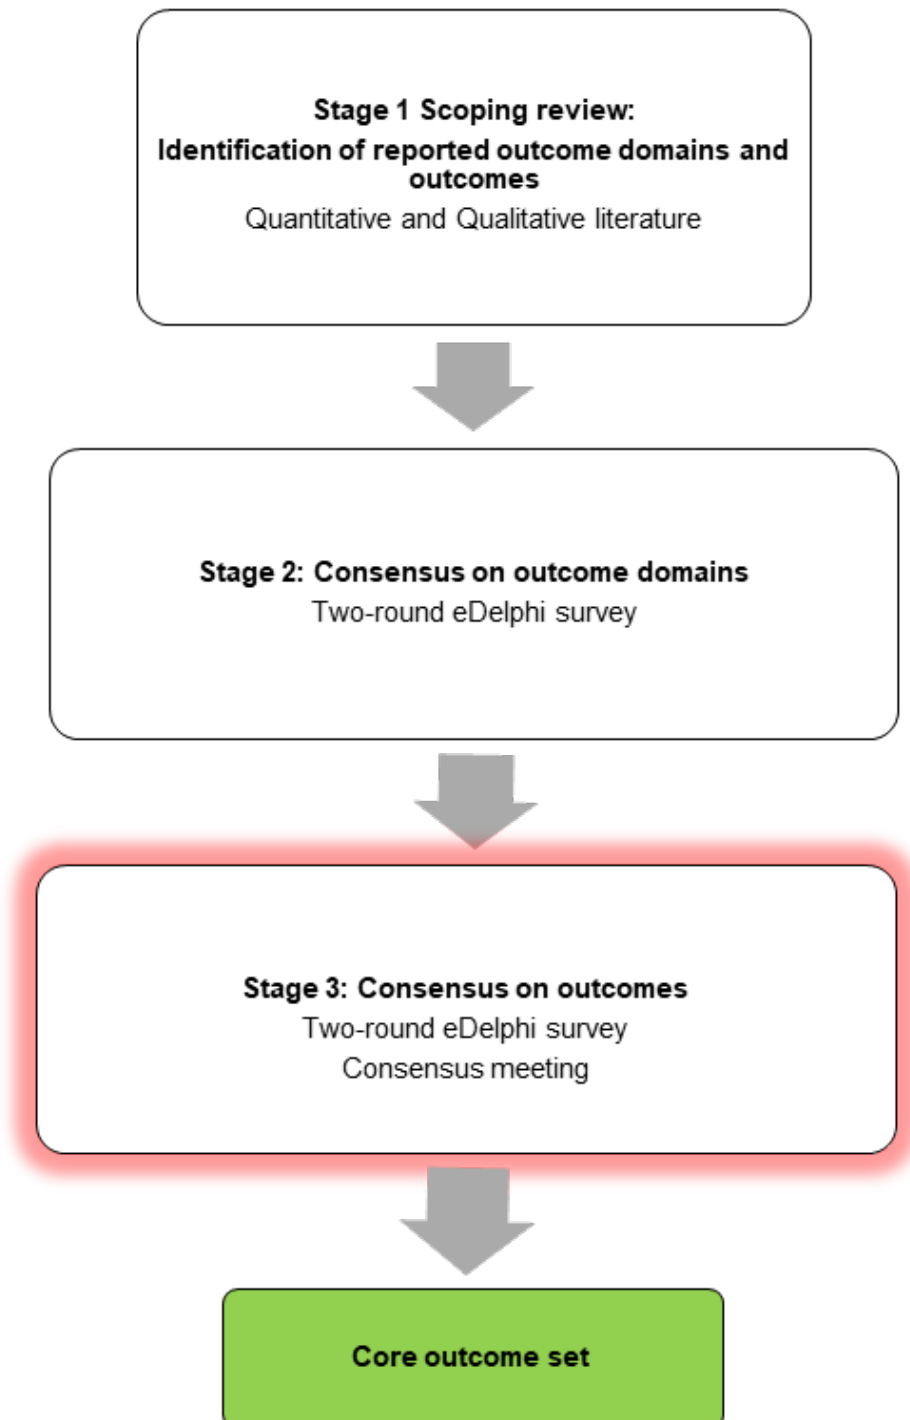 Stage 1 Scoping review:
Identification of reported outcome domains and
outcomes
Quantitative and Qualitative literature
Stage 2: Consensus on outcome domains
Two-round eDelphi survey
Stage 3: Consensus on outcomes
Two-round eDelphi survey
Consensus meeting
Core outcome set